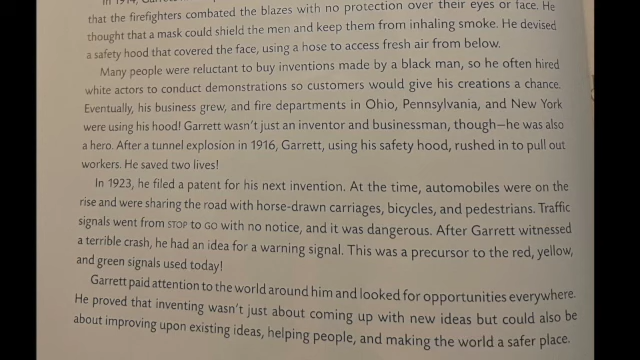 In 1914, Garrett
that the firefighters combated the blazes with no protection over their eyes or face. He
thought that a mask could shield the men and keep them from inhaling smoke. He devised
a safety hood that covered the face, using a hose to access fresh air from below.
Many people were reluctant to buy inventions made by a black man, so he often hired
white actors to conduct demonstrations so customers would give his creations a chance.
Eventually, his business grew, and fire departments in Ohio, Pennsylvania, and New York
were using his hood! Garrett wasn't just an inventor and businessman, though—he was also
a hero. After a tunnel explosion in 1916, Garrett, using his safety hood, rushed in to pull out
workers. He saved two lives!
In 1923, he filed a patent for his next invention. At the time, automobiles were on the
rise and were sharing the road with horse-drawn carriages, bicycles, and pedestrians. Traffic
signals went from STOP to GO with no notice, and it was dangerous. After Garrett witnessed
a terrible crash, he had an idea for a warning signal. This was a precursor to the red, yellow,
and green signals used today!
Garrett paid attention to the world around him and looked for opportunities everywhere.
He proved that inventing wasn't just about coming up with new ideas but could also be
about improving upon existing ideas, helping people, and making the world a safer place.